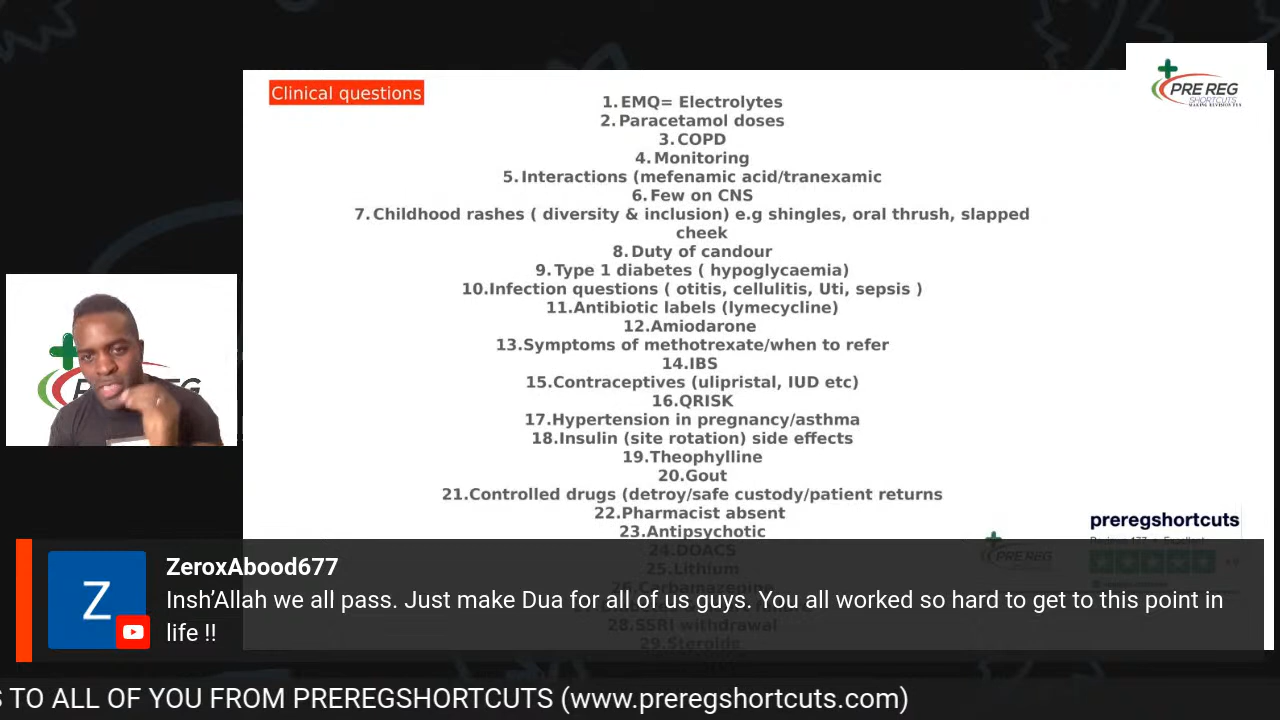 Clinical questions
PRE REG
SHORTCUTS
1.EMQ= Electrolytes
2.Paracetamol doses
3.COPD
4.Monitoring
5.Interactions (mefenamic acid/tranexamic
6.Few on CNS
7.Childhood rashes ( diversity & inclusion) e.g shingles, oral thrush, slapped
cheek
8.Duty of candour
9.Type 1 diabetes ( hypoglycaemia)
10.Infection questions ( otitis, cellulitis, Uti, sepsis )
11.Antibiotic labels (lymecycline)
12.Amiodarone
13.Symptoms of methotrexate/when to refer
14.IBS
15.Contraceptives (ulipristal, IUD etc)
16.QRISK
17.Hypertension in pregnancy/asthma
18.Insulin (site rotation) side effects
19.Theophylline
20.Gout
21.Controlled drugs (detroy/safe custody/patient returns
22.Pharmacist absent
23.Antipsychotic
24.DOACS
25.Lithium
26.Carbamazepine
28.SSRI withdrawal
29.Steroids
preregshortcuts
PRE REG
Z
ZeroxAbood677
Insh’Allah we all pass. Just make Dua for all of us guys. You all worked so hard to get to this point in
life !!
S TO ALL OF YOU FROM PREREGSHORTCUTS (www.preregshortcuts.com)